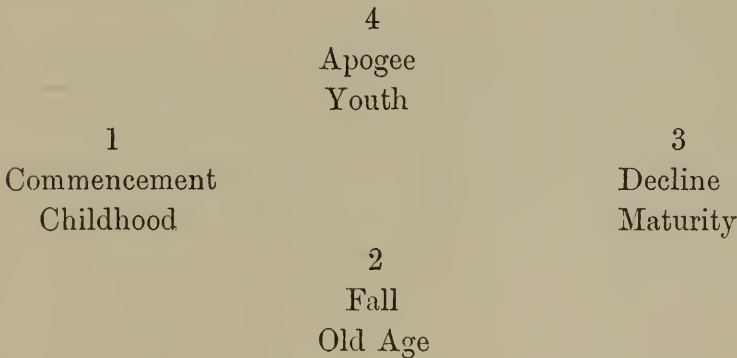 4
Apogee
Youth
1
Commencement
Childhood
3
Decline
Maturity
2
Fall
Old Age